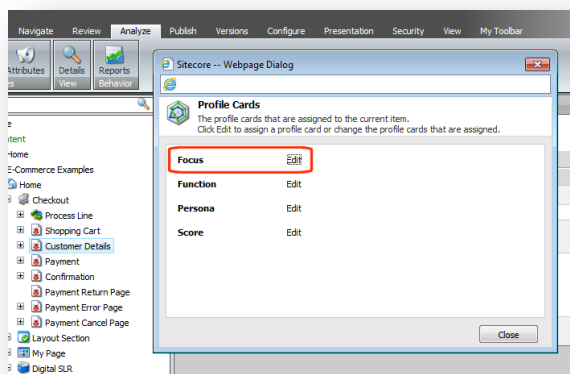 Navigate Review Analyze Publish Versions Configure Presentation Security View My Toolbar
Attributes Details Reports
View Behavior
Sitecore -- Webpage Dialog
Profile Cards
The profile cards that are assigned to the current item.
Click Edit to assign a profile card or change the profile cards that are assigned.
Focus Edit
Function Edit
Persona Edit
Score Edit
Close
Home
E-Commerce Examples
Home
Checkout
Process Line
Shopping Cart
Customer Details
Payment
Confirmation
Payment Return Page
Payment Error Page
Payment Cancel Page
Layout Section
My Page
Digital SLR